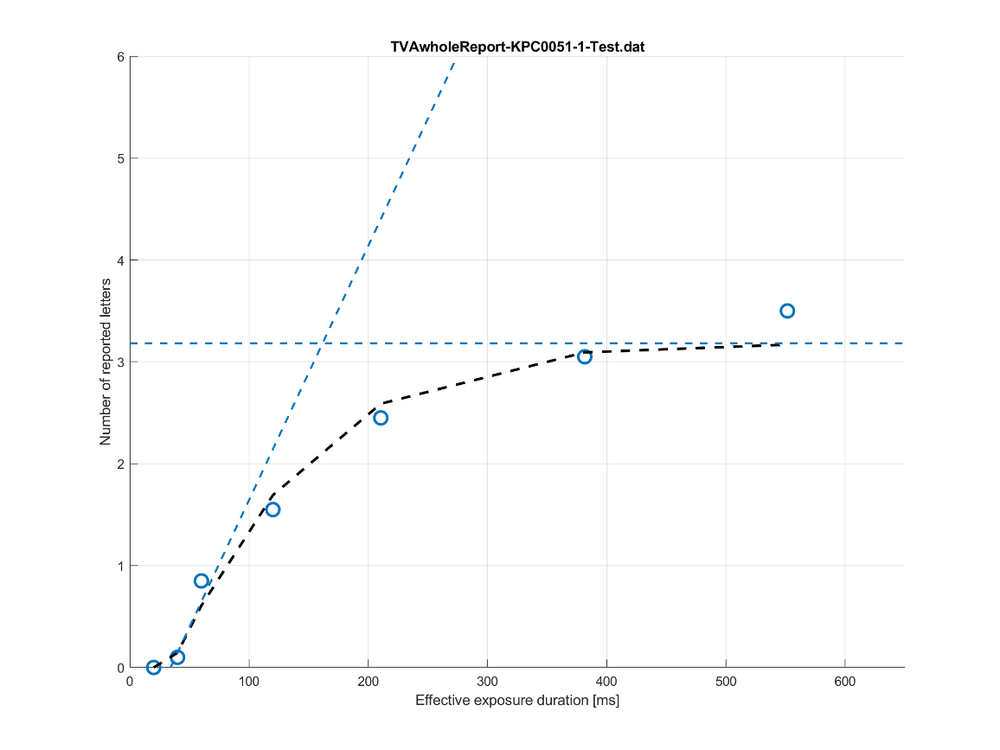 TVAwholeReport-KPC0051-1-Test.dat
6
5
4
3
2
1
0
Number of reported letters
0 100 200 300 400 500 600
Effective exposure duration [ms]